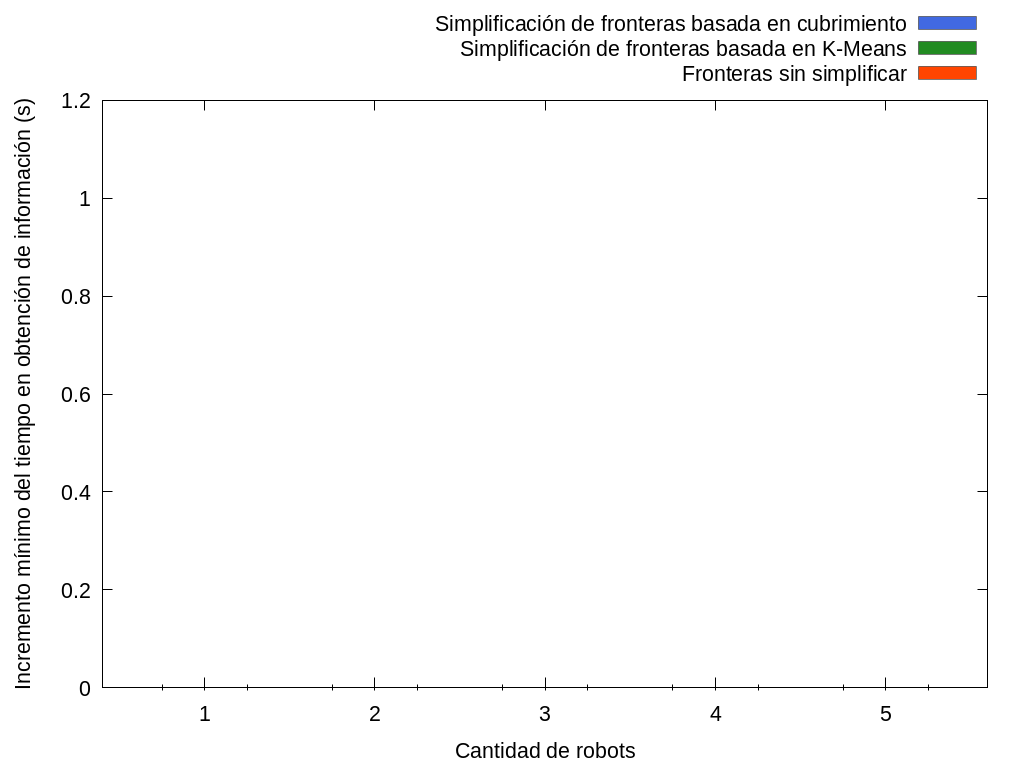 Simplificación de fronteras basada en cubrimiento
Simplificación de fronteras basada en K-Means
Fronteras sin simplificar
Incremento mínimo del tiempo en obtención de información (s)
1.2
1
0.8
0.6
0.4
0.2
0
1 2 3 4 5
Cantidad de robots